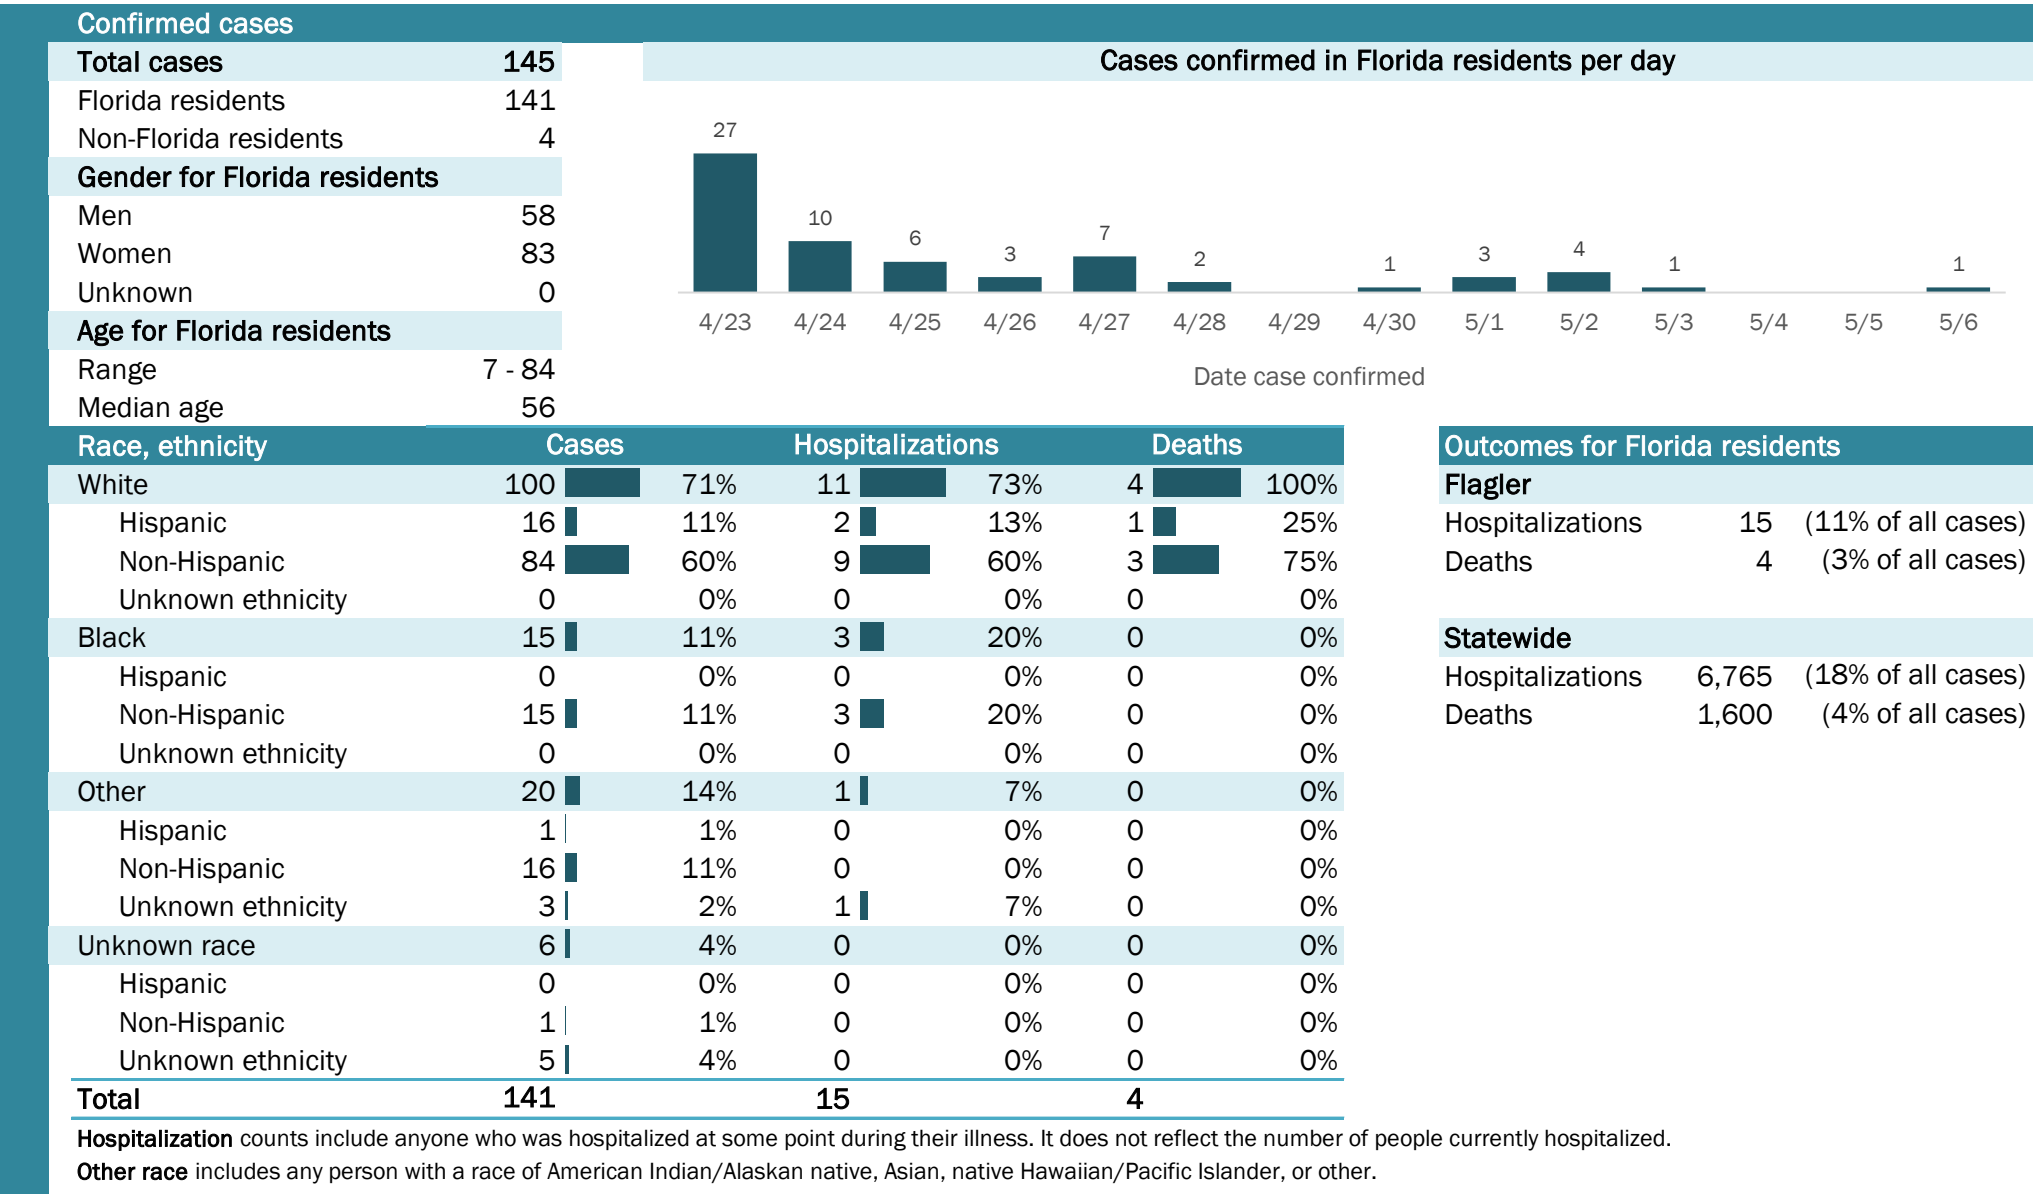 Confirmed cases
Total cases 145
Florida residents 141
Non-Florida residents 4
Gender for Florida residents
Men 58
Women 83
Unknown 0
Age for Florida residents
Range 7 - 84
Median age 56
Cases confirmed in Florida residents per day
27 10 6 3 7 2 1 3 4 1 1
4/23 4/24 4/25 4/26 4/27 4/28 4/29 4/30 5/1 5/2 5/3 5/4 5/5 5/6
Date case confirmed
Race, ethnicity Cases Hospitalizations Deaths
White 100 71% 11 73% 4 100%
Hispanic 16 11% 2 13% 1 25%
Non-Hispanic 84 60% 9 60% 3 75%
Unknown ethnicity 0 0% 0 0% 0 0%
Black 15 11% 3 20% 0 0%
Hispanic 0 0% 0 0% 0 0%
Non-Hispanic 15 11% 3 20% 0 0%
Unknown ethnicity 0 0% 0 0% 0 0%
Other 20 14% 1 7% 0 0%
Hispanic 1 1% 0 0% 0 0%
Non-Hispanic 16 11% 0 0% 0 0%
Unknown ethnicity 3 2% 1 7% 0 0%
Unknown race 6 4% 0 0% 0 0%
Hispanic 0 0% 0 0% 0 0%
Non-Hispanic 1 1% 0 0% 0 0%
Unknown ethnicity 5 4% 0 0% 0 0%
Total 141 15 4
Outcomes for Florida residents
Flagler
Hospitalizations 15 (11% of all cases)
Deaths 4 (3% of all cases)
Statewide
Hospitalizations 6,765 (18% of all cases)
Deaths 1,600 (4% of all cases)
Hospitalization counts include anyone who was hospitalized at some point during their illness. It does not reflect the number of people currently hospitalized.
Other race includes any person with a race of American Indian/Alaskan native, Asian, native Hawaiian/Pacific Islander, or other.